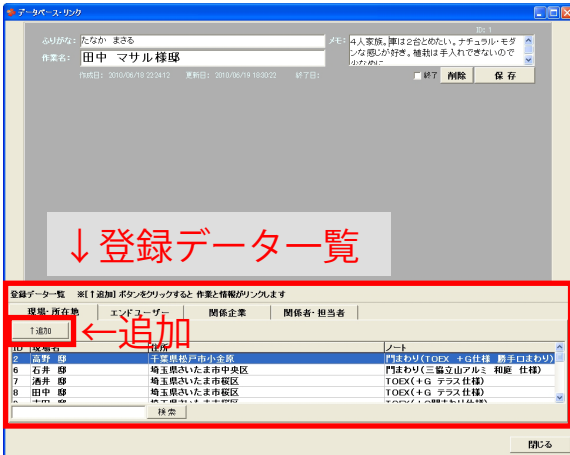 データベース・リンク
ID: 1
ふりがな: たなか まさる
メモ: 4人家族。車は2台とめたい。ナチュラル・モダンな感じが好き。植栽は手入れできないので
作業名: 田中 マサル様邸
作成日: 2010/06/18 22:24:12 更新日: 2010/06/19 18:30:22 終了日:
終了 削除 保存
↓登録データ一覧
登録データ一覧 ※[↑追加] ボタンをクリックすると 作業と情報がリンクします
現場・所在地 エンドユーザー 関係企業 関係者・担当者
↑追加 ←追加
ID 現場名 住所 ノート
2 高野 邸 千葉県松戸市小金原 門まわり(TOEX +G仕様 勝手口まわり)
6 石井 邸 埼玉県さいたま市中央区 門まわり(三協立山アルミ 和庭 仕様)
7 酒井 邸 埼玉県さいたま市桜区 TOEX(+G テラス仕様)
8 田中 邸 埼玉県さいたま市桜区 TOEX(+G テラス仕様)
検索
閉じる